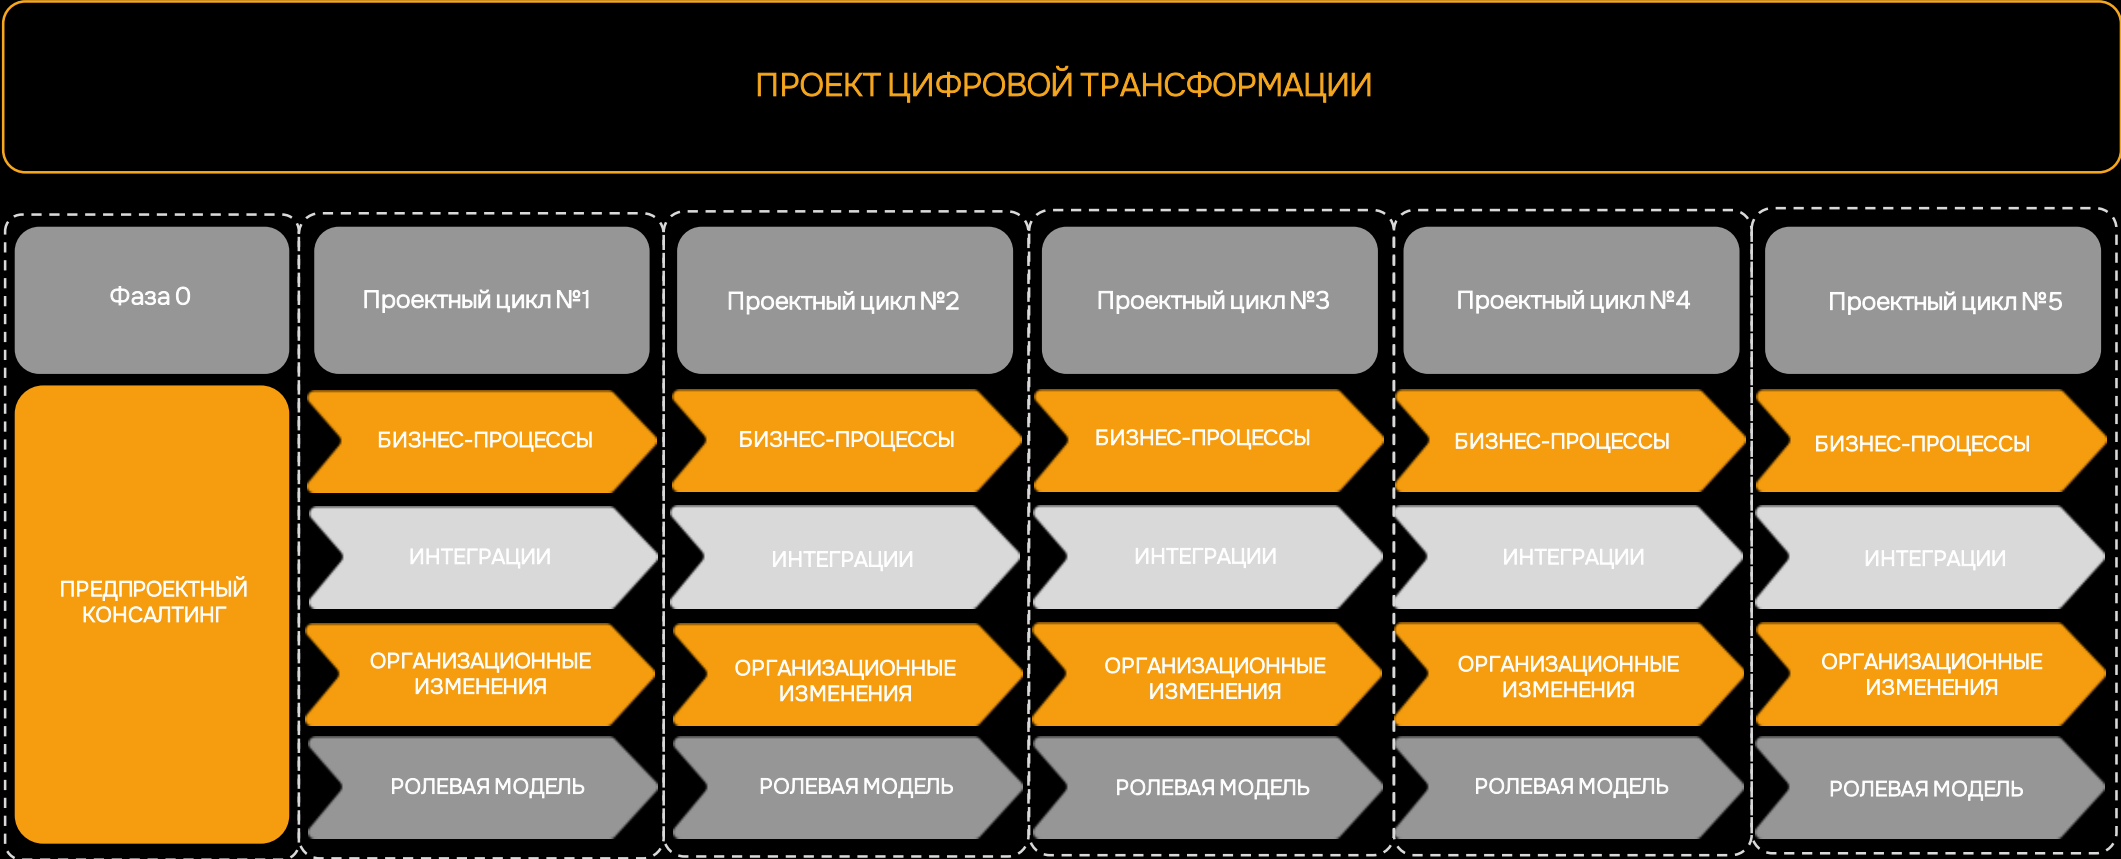 ПРОЕКТ ЦИФРОВОЙ ТРАНСФОРМАЦИИ
Фаза 0
Проектный цикл №1
Проектный цикл №2
Проектный цикл №3
Проектный цикл №4
Проектный цикл №5
ПРЕДПРОЕКТНЫЙ
КОНСАЛТИНГ
БИЗНЕС-ПРОЦЕССЫ
БИЗНЕС-ПРОЦЕССЫ
БИЗНЕС-ПРОЦЕССЫ
БИЗНЕС-ПРОЦЕССЫ
БИЗНЕС-ПРОЦЕССЫ
ИНТЕГРАЦИИ
ИНТЕГРАЦИИ
ИНТЕГРАЦИИ
ИНТЕГРАЦИИ
ИНТЕГРАЦИИ
ОРГАНИЗАЦИОННЫЕ
ИЗМЕНЕНИЯ
ОРГАНИЗАЦИОННЫЕ
ИЗМЕНЕНИЯ
ОРГАНИЗАЦИОННЫЕ
ИЗМЕНЕНИЯ
ОРГАНИЗАЦИОННЫЕ
ИЗМЕНЕНИЯ
ОРГАНИЗАЦИОННЫЕ
ИЗМЕНЕНИЯ
РОЛЕВАЯ МОДЕЛЬ
РОЛЕВАЯ МОДЕЛЬ
РОЛЕВАЯ МОДЕЛЬ
РОЛЕВАЯ МОДЕЛЬ
РОЛЕВАЯ МОДЕЛЬ